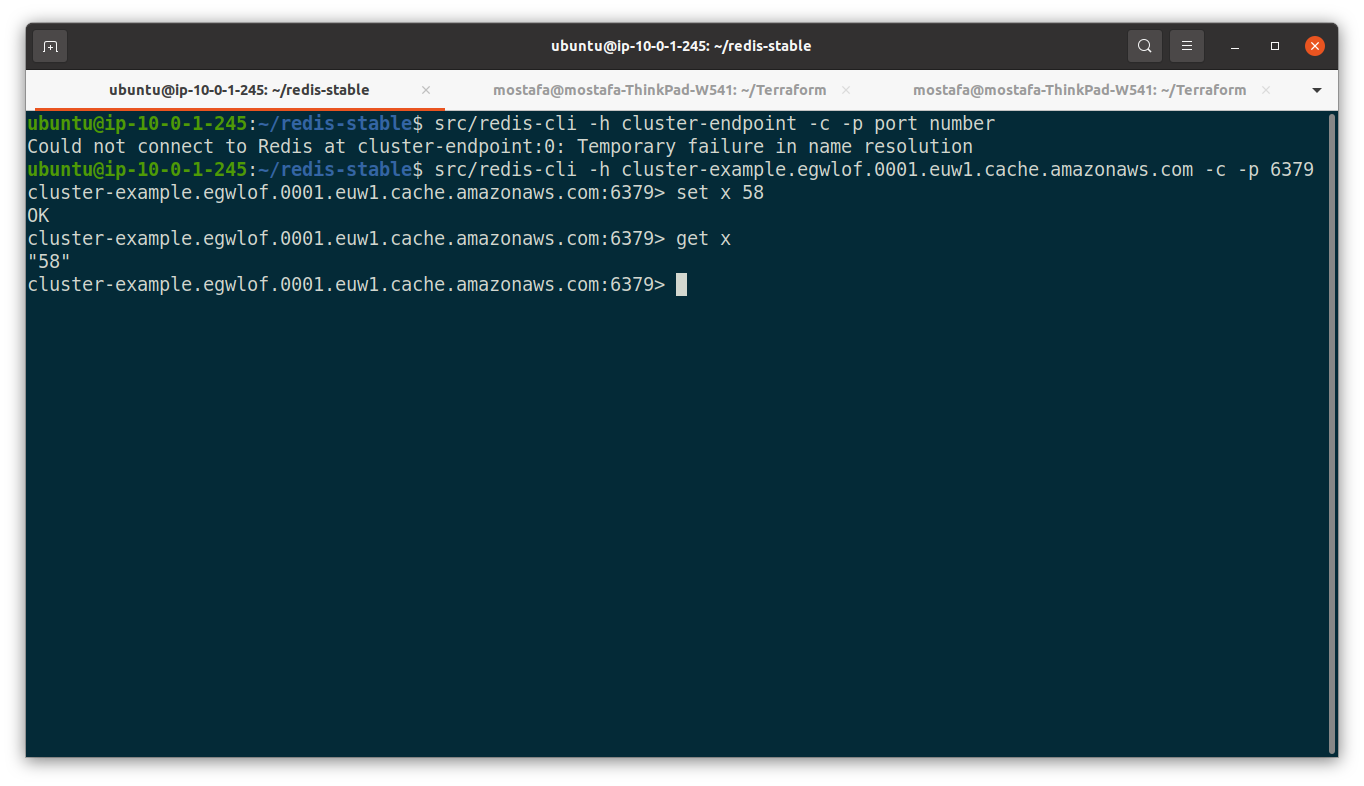 ubuntu@ip-10-0-1-245: ~/redis-stable
ubuntu@ip-10-0-1-245: ~/redis-stable
mostafa@mostafa-ThinkPad-W541: ~/Terraform
mostafa@mostafa-ThinkPad-W541: ~/Terraform
ubuntu@ip-10-0-1-245:~/redis-stable$ src/redis-cli -h cluster-endpoint -c -p port number
Could not connect to Redis at cluster-endpoint:0: Temporary failure in name resolution
ubuntu@ip-10-0-1-245:~/redis-stable$ src/redis-cli -h cluster-example.egwlof.0001.euw1.cache.amazonaws.com -c -p 6379
cluster-example.egwlof.0001.euw1.cache.amazonaws.com:6379> set x 58
OK
cluster-example.egwlof.0001.euw1.cache.amazonaws.com:6379> get x
"58"
cluster-example.egwlof.0001.euw1.cache.amazonaws.com:6379>